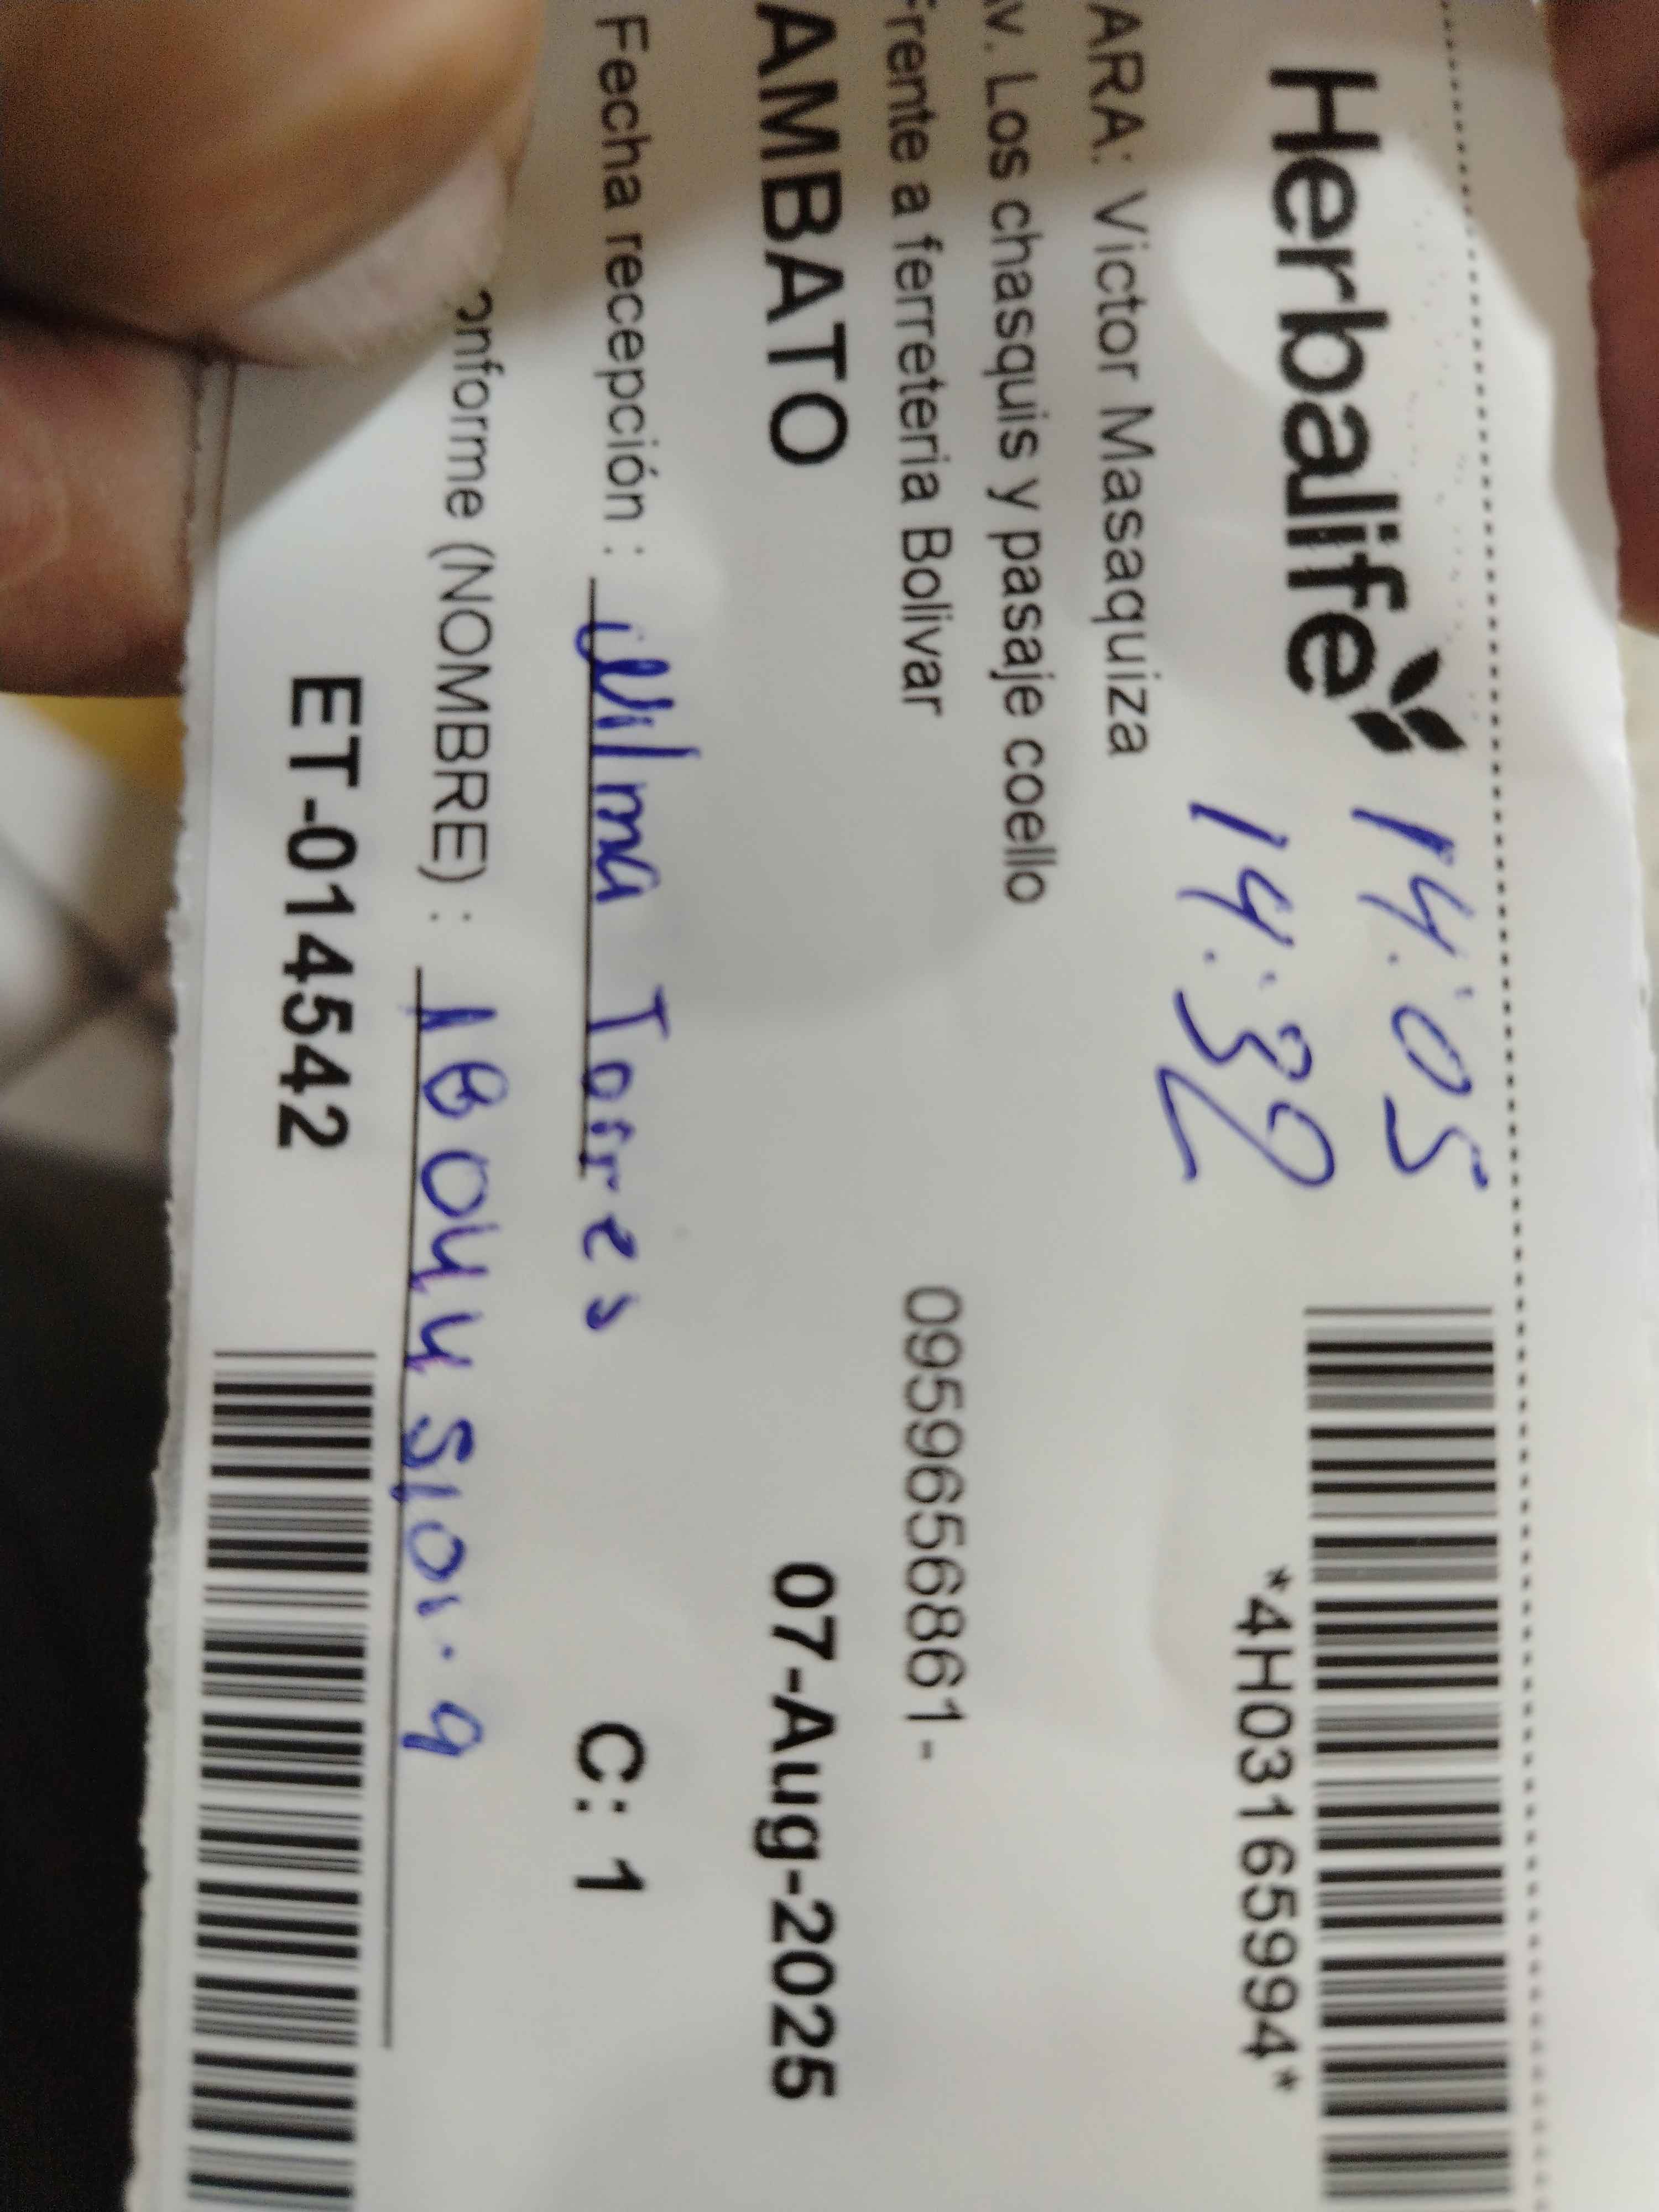 Herbalife
14:05
14:32
*4H03165994*
ARA: Victor Masaquiza
Av. Los chasquis y pasaje coello
Frente a ferreteria Bolivar
0959656861-
AMBATO
07-Aug-2025
Fecha recepción : Wilma Torres
C: 1
onforme (NOMBRE) :
ET-014542